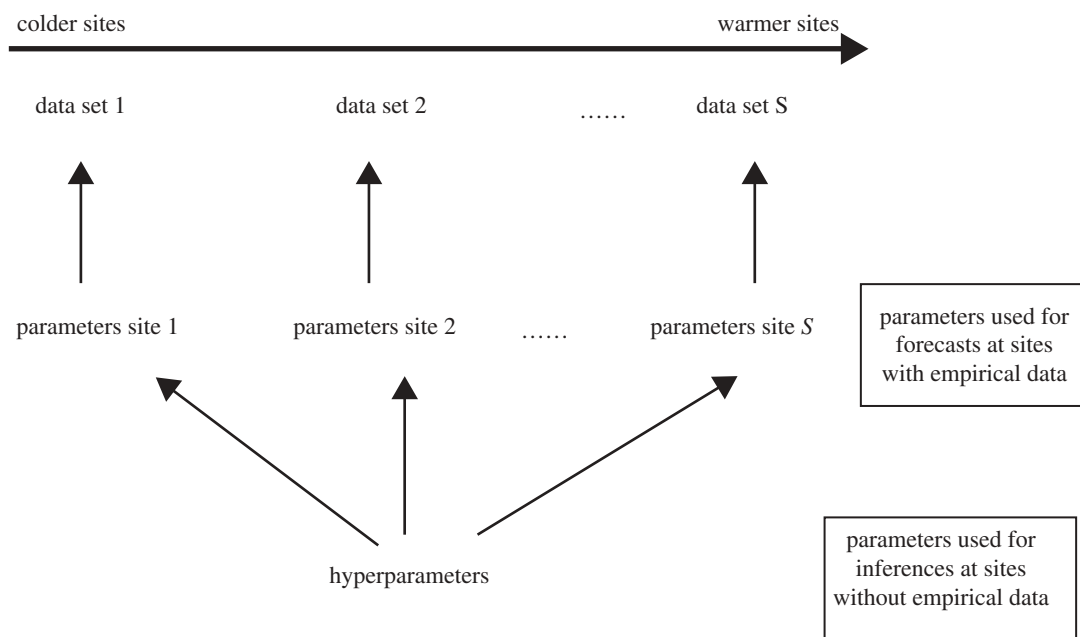 colder sites
warmer sites
data set 1
data set 2
......
data set S
parameters site 1
parameters site 2
......
parameters site S
parameters used for
forecasts at sites
with empirical data
hyperparameters
parameters used for
inferences at sites
without empirical data